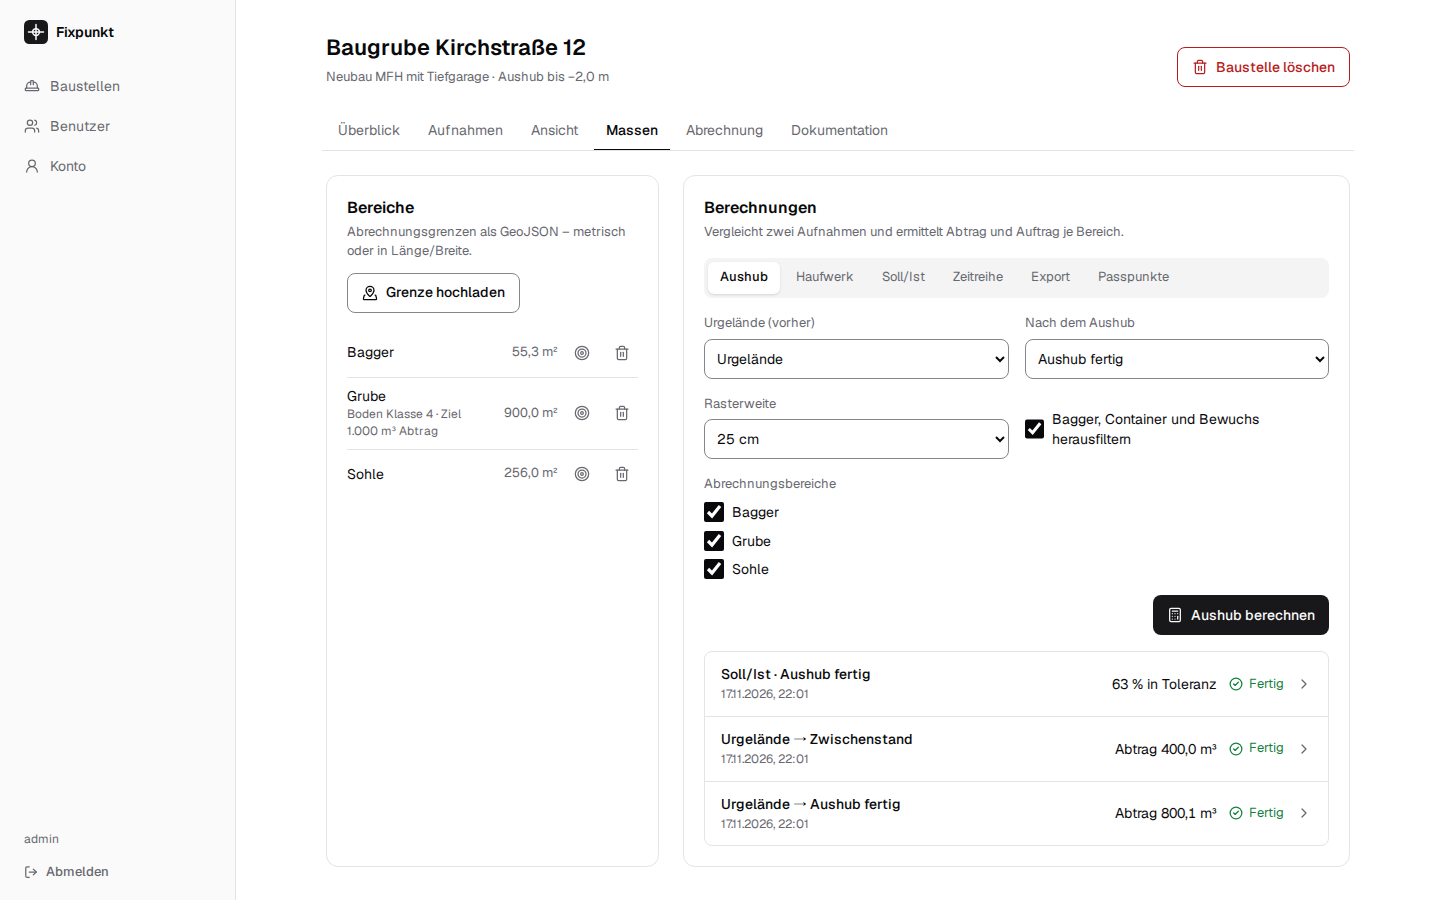 Fixpunkt
Baustellen
Benutzer
Konto
admin
Abmelden
Baugrube Kirchstraße 12
Neubau MFH mit Tiefgarage · Aushub bis −2,0 m
Baustelle löschen
Überblick
Aufnahmen
Ansicht
Massen
Abrechnung
Dokumentation
Bereiche
Abrechnungsgrenzen als GeoJSON – metrisch
oder in Länge/Breite.
Grenze hochladen
Bagger
55,3 m²
Grube
Boden Klasse 4 · Ziel
1.000 m³ Abtrag
900,0 m²
Sohle
256,0 m²
Berechnungen
Vergleicht zwei Aufnahmen und ermittelt Abtrag und Auftrag je Bereich.
Aushub
Haufwerk
Soll/Ist
Zeitreihe
Export
Passpunkte
Urgelände (vorher)
Nach dem Aushub
Urgelände
Aushub fertig
Rasterweite
25 cm
Bagger, Container und Bewuchs
herausfiltern
Abrechnungsbereiche
Bagger
Grube
Sohle
Aushub berechnen
Soll/Ist · Aushub fertig
17.11.2026, 22:01
63 % in Toleranz
Fertig
Urgelände → Zwischenstand
17.11.2026, 22:01
Abtrag 400,0 m³
Fertig
Urgelände → Aushub fertig
17.11.2026, 22:01
Abtrag 800,1 m³
Fertig